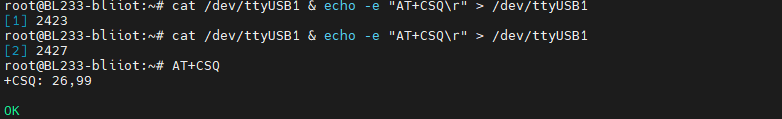 root@BL233-bliiot:~# cat /dev/ttyUSB1 & echo -e "AT+CSQ\r" > /dev/ttyUSB1
[1] 2423
root@BL233-bliiot:~# cat /dev/ttyUSB1 & echo -e "AT+CSQ\r" > /dev/ttyUSB1
[2] 2427
root@BL233-bliiot:~# AT+CSQ
+CSQ: 26,99
OK